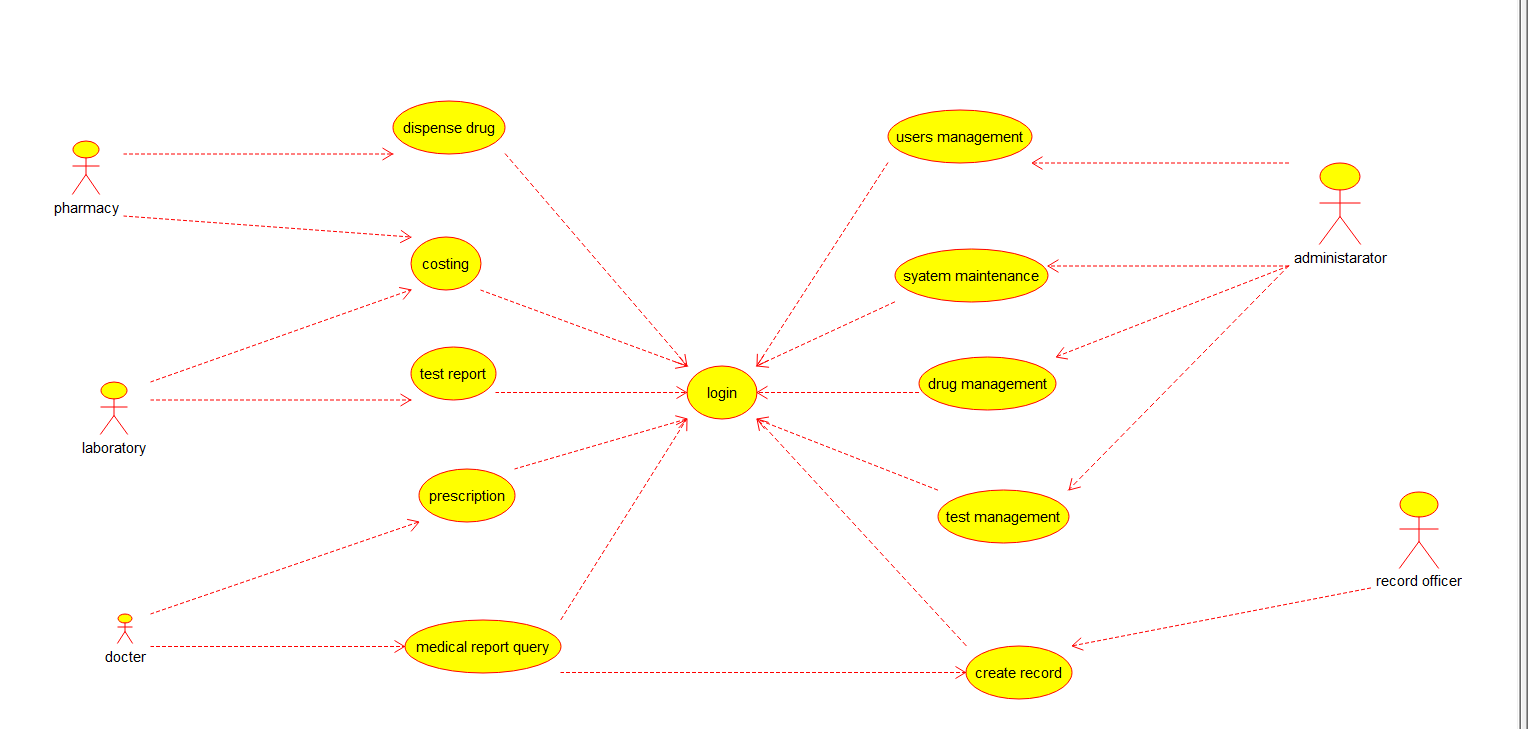 dispense drug
users management
pharmacy
administarator
costing
syatem maintenance
test report
drug management
login
laboratory
prescription
test management
record officer
docter
medical report query
create record